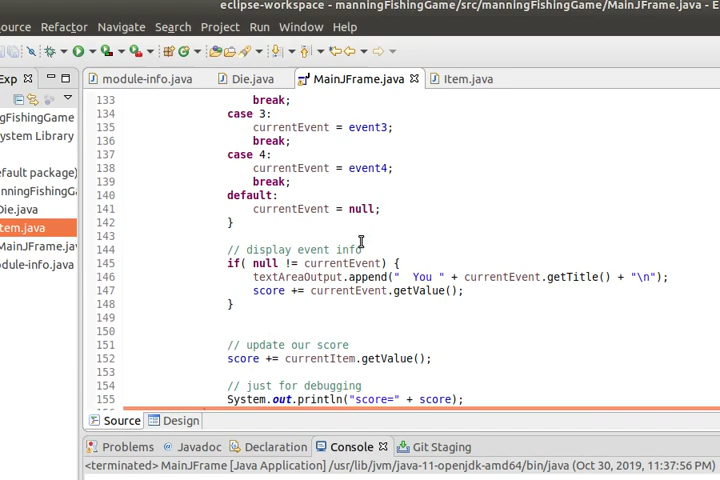 eclipse-workspace - manningFishingGame/src/manningFishingGame/MainJFrame.java - E
ource Refactor Navigate Search Project Run Window Help
Exp module-info.java Die.java MainJFrame.java Item.java
ngFishingGame
ystem Library
efault package)
nningFishingGa
Die.java
tem.java
MainJFrame.jav
odule-info.java
133 break;
134 case 3:
135 currentEvent = event3;
136 break;
137 case 4:
138 currentEvent = event4;
139 break;
140 default:
141 currentEvent = null;
142 }
143
144 // display event info
145 if( null != currentEvent) {
146 textAreaOutput.append("  You " + currentEvent.getTitle() + "\n");
147 score += currentEvent.getValue();
148 }
149
150
151 // update our score
152 score += currentItem.getValue();
153
154 // just for debugging
155 System.out.println("score=" + score);
Source Design
Problems Javadoc Declaration Console Git Staging
<terminated> MainJFrame [Java Application] /usr/lib/jvm/java-11-openjdk-amd64/bin/java (Oct 30, 2019, 11:37:56 PM)